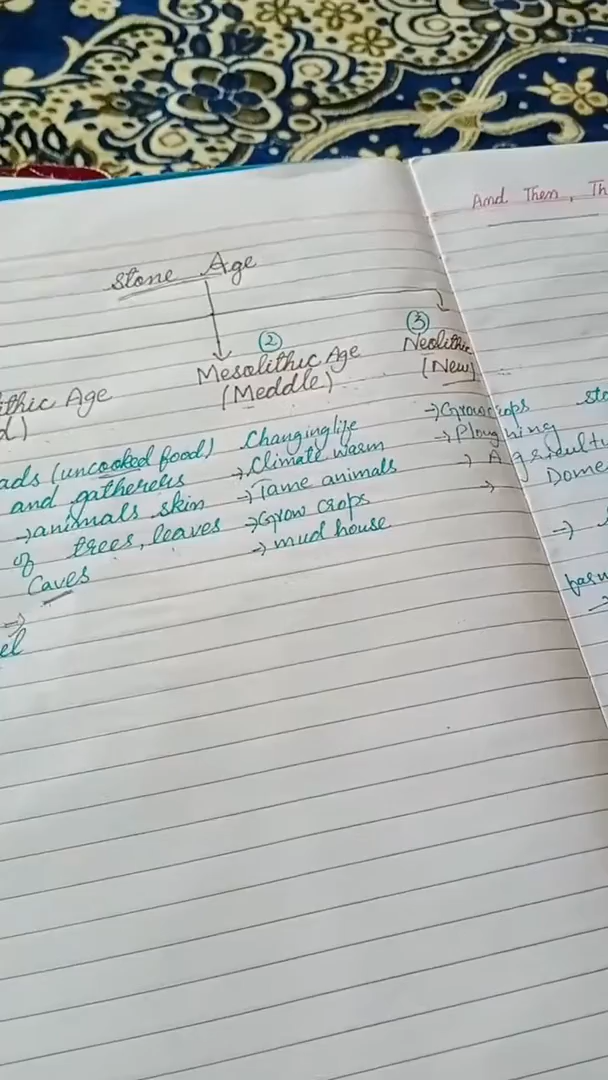 And Then, Th
Stone Age
②
③
thic Age
Mesolithic Age
Neolithic
d)
(Meddle)
(New)
ads (uncooked food)
and gatherers
→animals skin
of trees, leaves
Caves
→
el
Changing life
→Climate warm
→Tame animals
→Grow crops
→mud house
→Grow crops
→Ploughing
→ Agricultu
→ Dome
sto
→
→